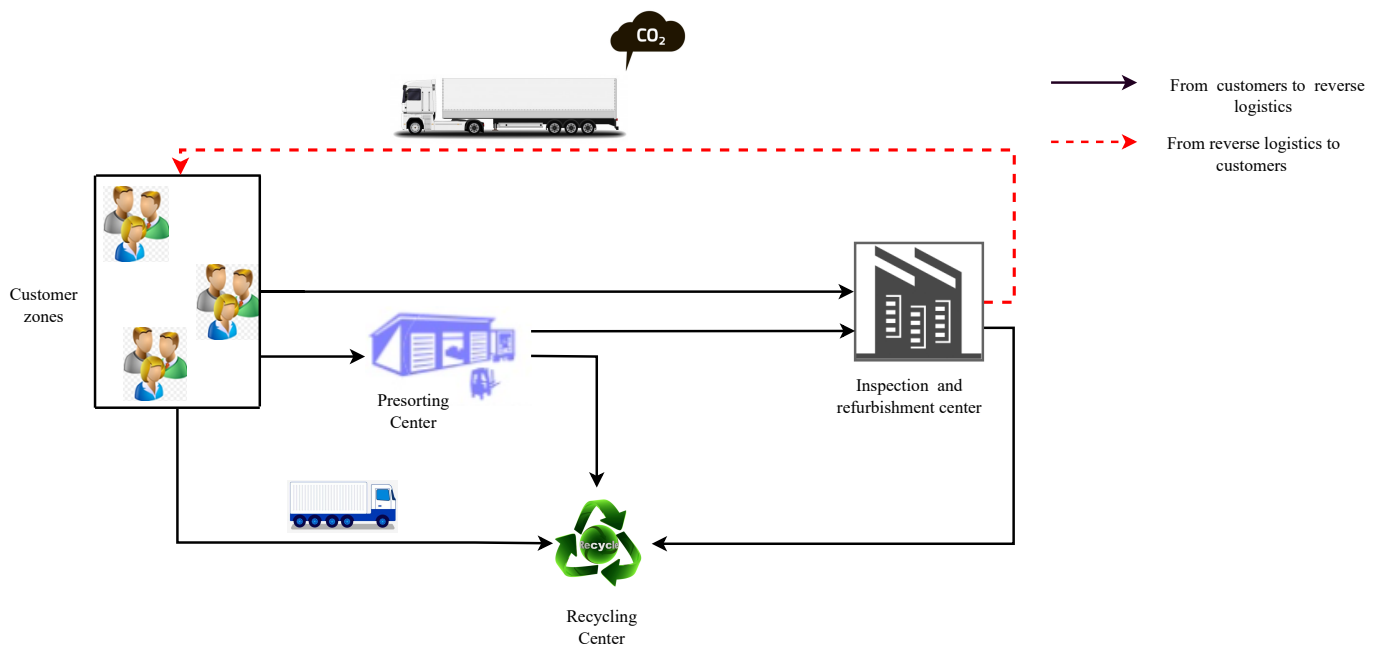 CO₂
From customers to reverse
logistics
From reverse logistics to
customers
Customer
zones
Presorting
Center
Inspection and
refurbishment center
Recycle
Recycling
Center